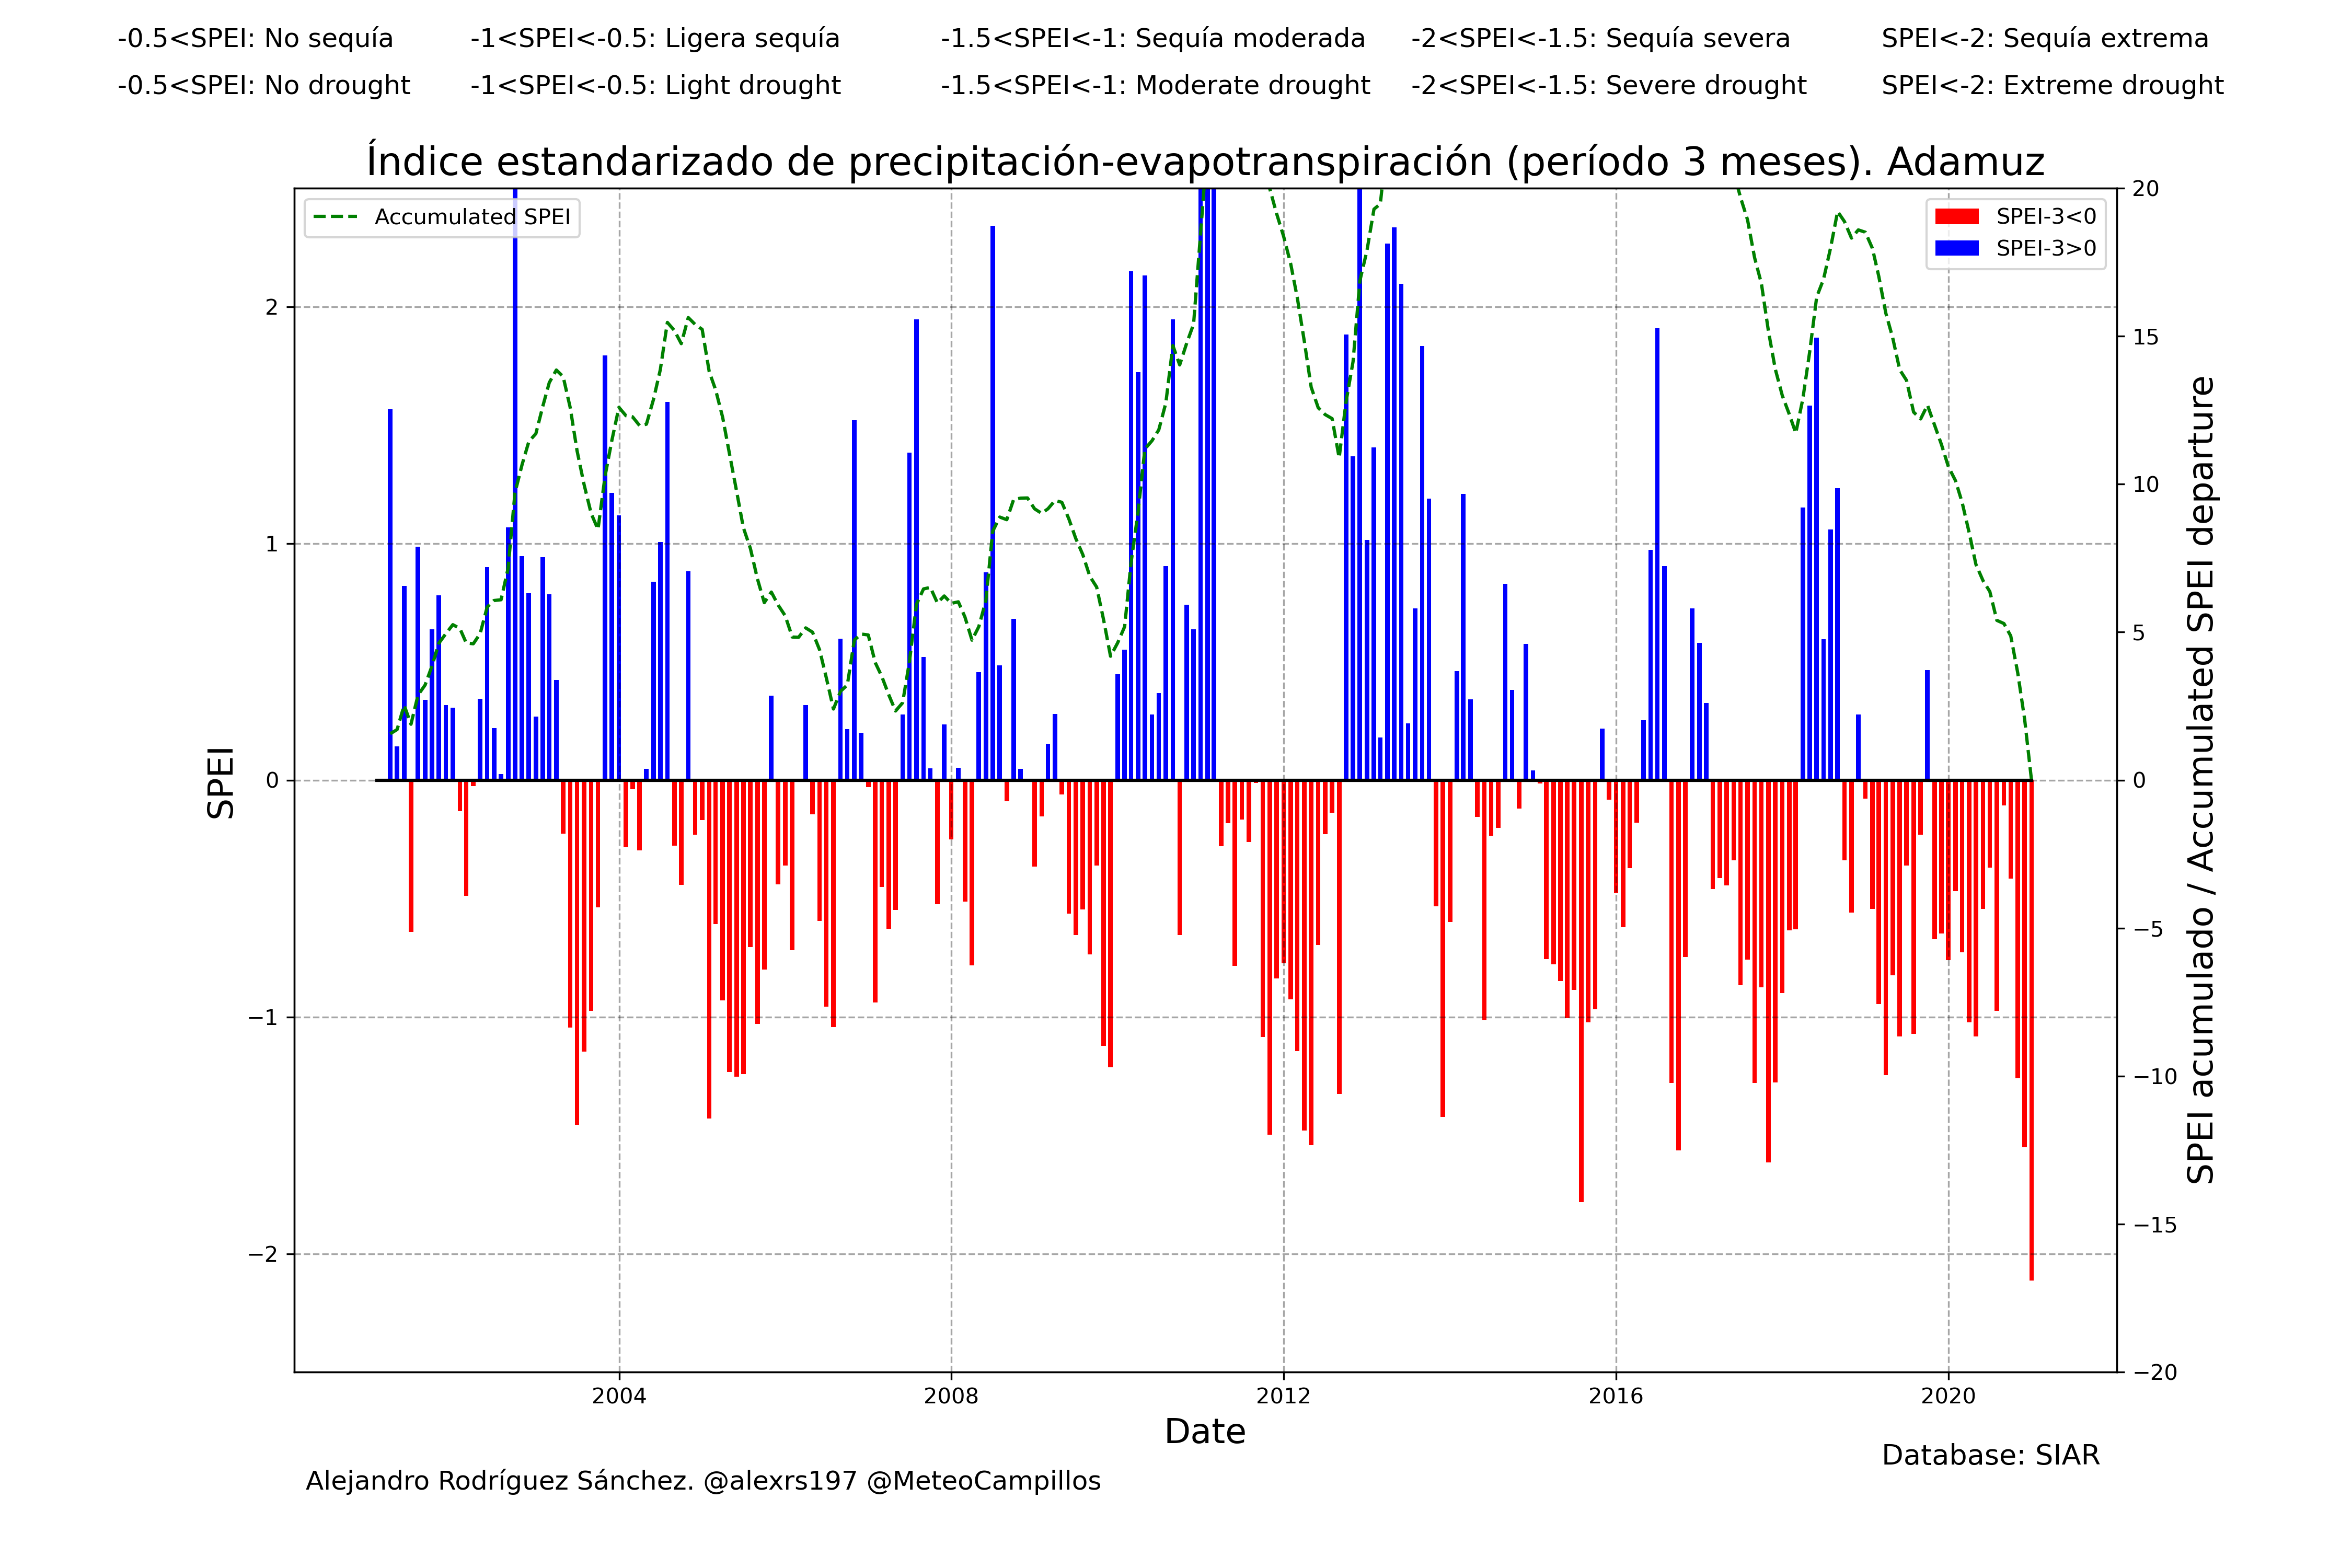 -0.5<SPEI: No sequía -1<SPEI<-0.5: Ligera sequía -1.5<SPEI<-1: Sequía moderada -2<SPEI<-1.5: Sequía severa SPEI<-2: Sequía extrema
-0.5<SPEI: No drought -1<SPEI<-0.5: Light drought -1.5<SPEI<-1: Moderate drought -2<SPEI<-1.5: Severe drought SPEI<-2: Extreme drought
Índice estandarizado de precipitación-evapotranspiración (período 3 meses). Adamuz
Accumulated SPEI
SPEI-3<0
SPEI-3>0
SPEI
2
1
0
−1
−2
20
15
10
5
0
−5
−10
−15
−20
SPEI acumulado / Accumulated SPEI departure
2004 2008 2012 2016 2020
Date
Database: SIAR
Alejandro Rodríguez Sánchez. @alexrs197 @MeteoCampillos